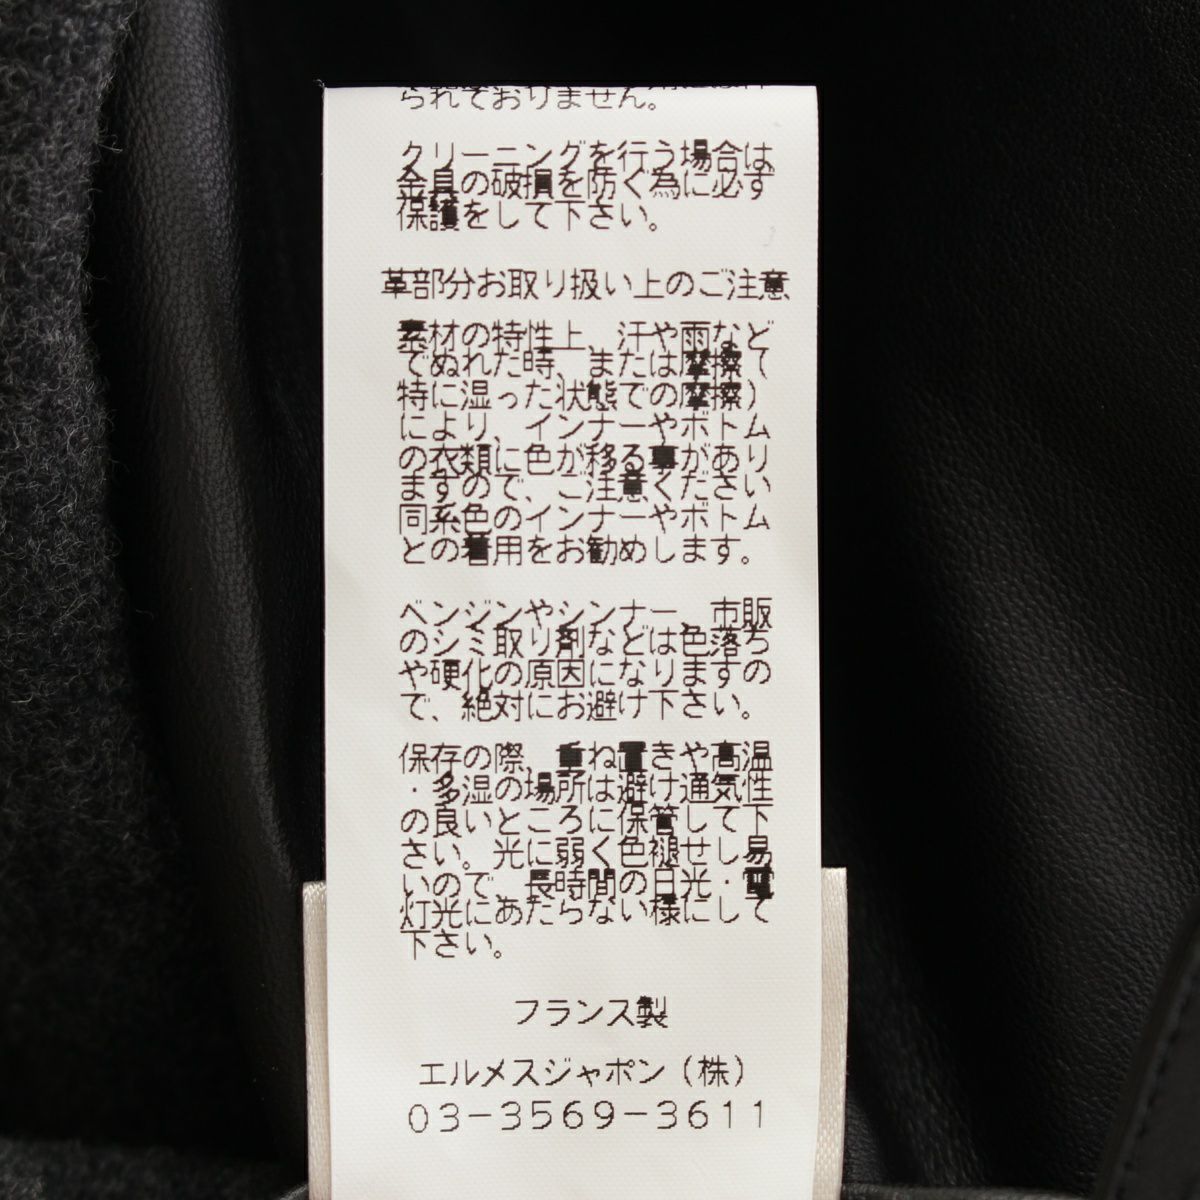 られておりません。
クリーニングを行う場合は
金具の破損を防ぐ為に必ず
保護をして下さい。
革部分お取り扱い上のご注意
素材の特性上、汗や雨など
でぬれた時、または摩擦て
特に湿った状態での摩擦）
により、インナーやボトム
の衣類に色が移る事があり
ますので、ご注意ください
同系色のインナーやボトム
との着用をお勧めします。
ベンジンやシンナー、市販
のシミ取り剤などは色落ち
や硬化の原因になりますの
で、絶対にお避け下さい。
保存の際、重ね置きや高温
・多湿の場所は避け通気性
の良いところに保管して下
さい。光に弱く色褪せし易
いので、長時間の日光・電
灯光にあたらない様にして
下さい。
フランス製
エルメスジャポン（株）
03-3569-3611